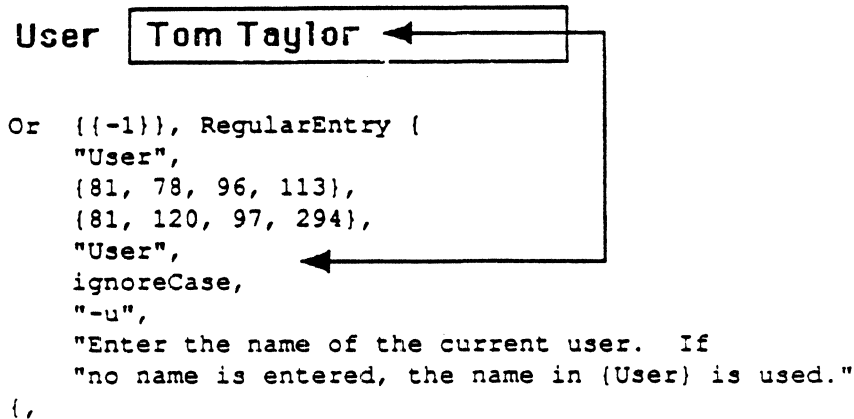 User Tom Taylor
Or {{-1}}, RegularEntry {
"User",
{81, 78, 96, 113},
{81, 120, 97, 294},
"User",
ignoreCase,
"-u",
"Enter the name of the current user. If
"no name is entered, the name in {User} is used."
{,